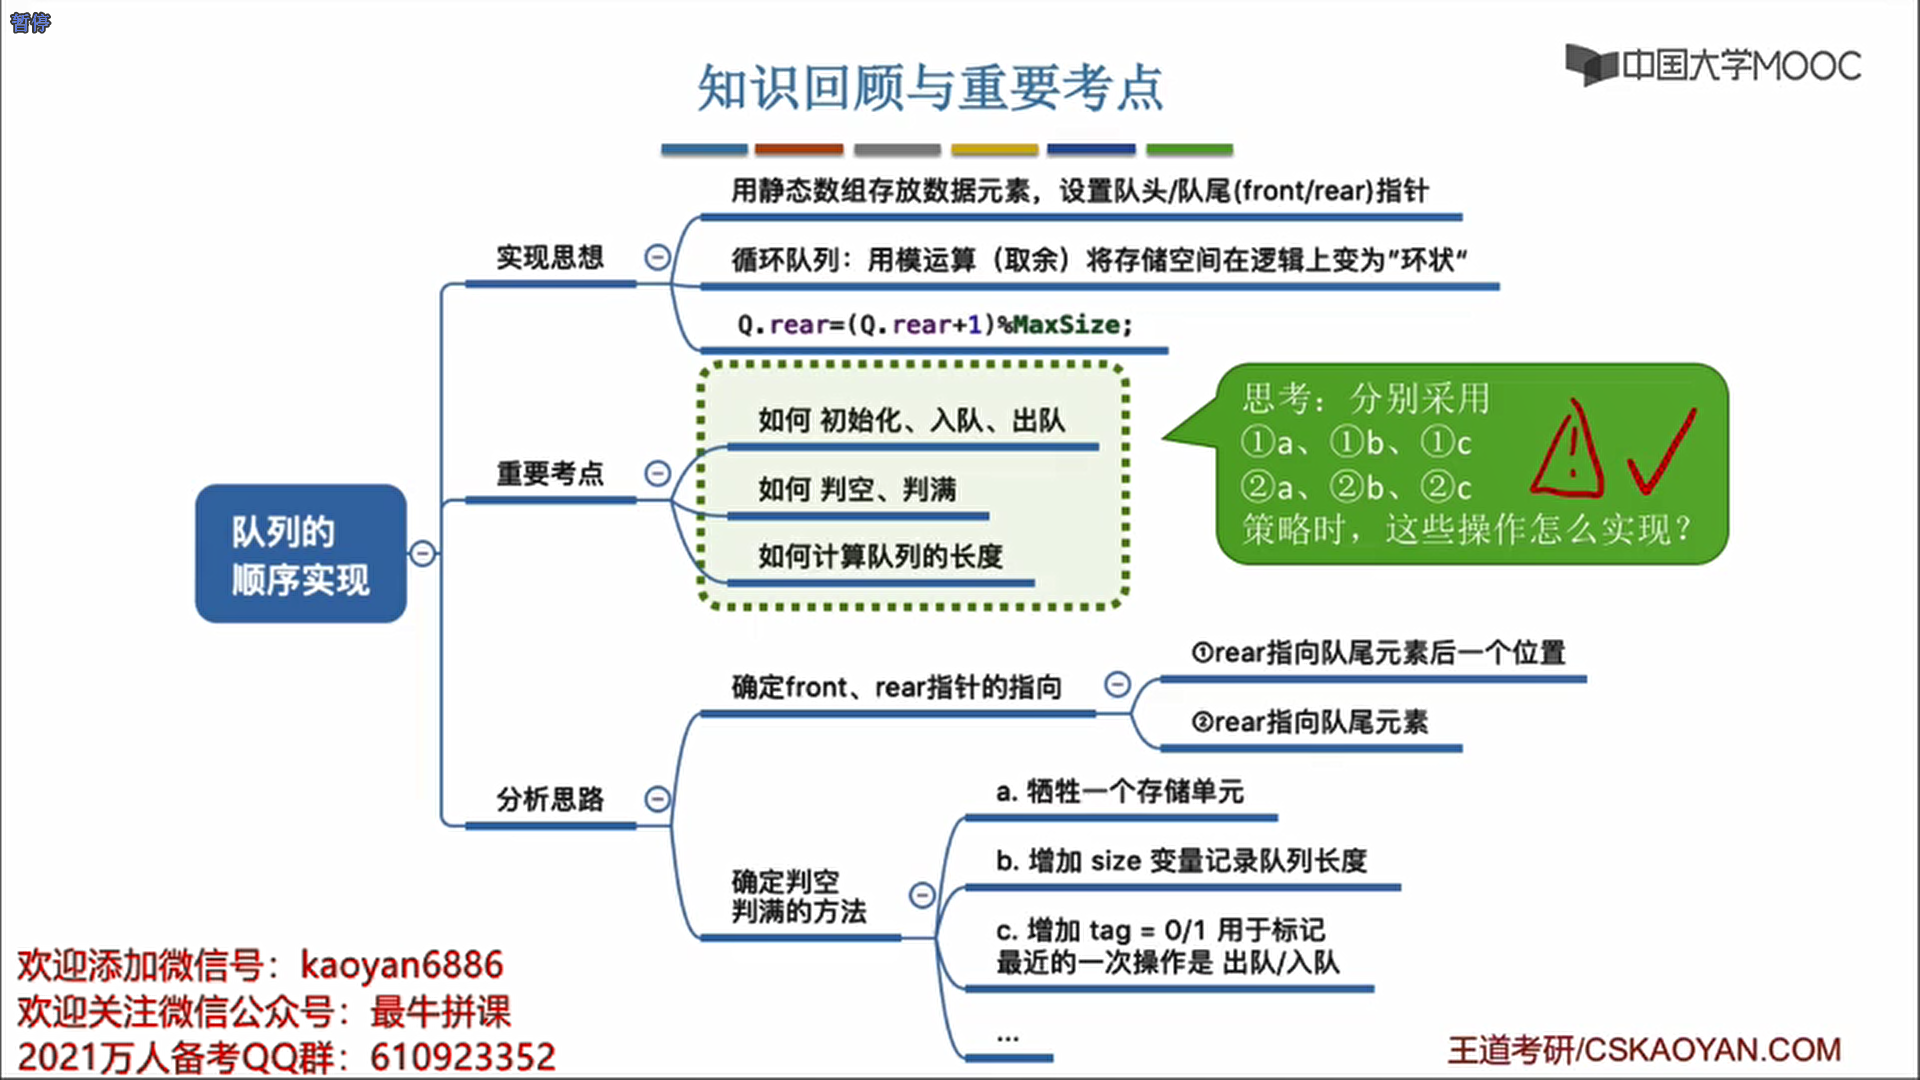 暂停
中国大学MOOC
知识回顾与重要考点
用静态数组存放数据元素，设置队头/队尾(front/rear)指针
实现思想
循环队列：用模运算（取余）将存储空间在逻辑上变为”环状“
Q.rear=(Q.rear+1)%MaxSize;
如何 初始化、入队、出队
重要考点
如何 判空、判满
如何计算队列的长度
思考：分别采用
①a、①b、①c
②a、②b、②c
策略时，这些操作怎么实现？
队列的
顺序实现
①rear指向队尾元素后一个位置
确定front、rear指针的指向
②rear指向队尾元素
分析思路
a. 牺牲一个存储单元
确定判空
判满的方法
b. 增加 size 变量记录队列长度
c. 增加 tag = 0/1 用于标记
最近的一次操作是 出队/入队
...
欢迎添加微信号：kaoyan6886
欢迎关注微信公众号：最牛拼课
2021万人备考QQ群：610923352
王道考研/CSKAOYAN.COM